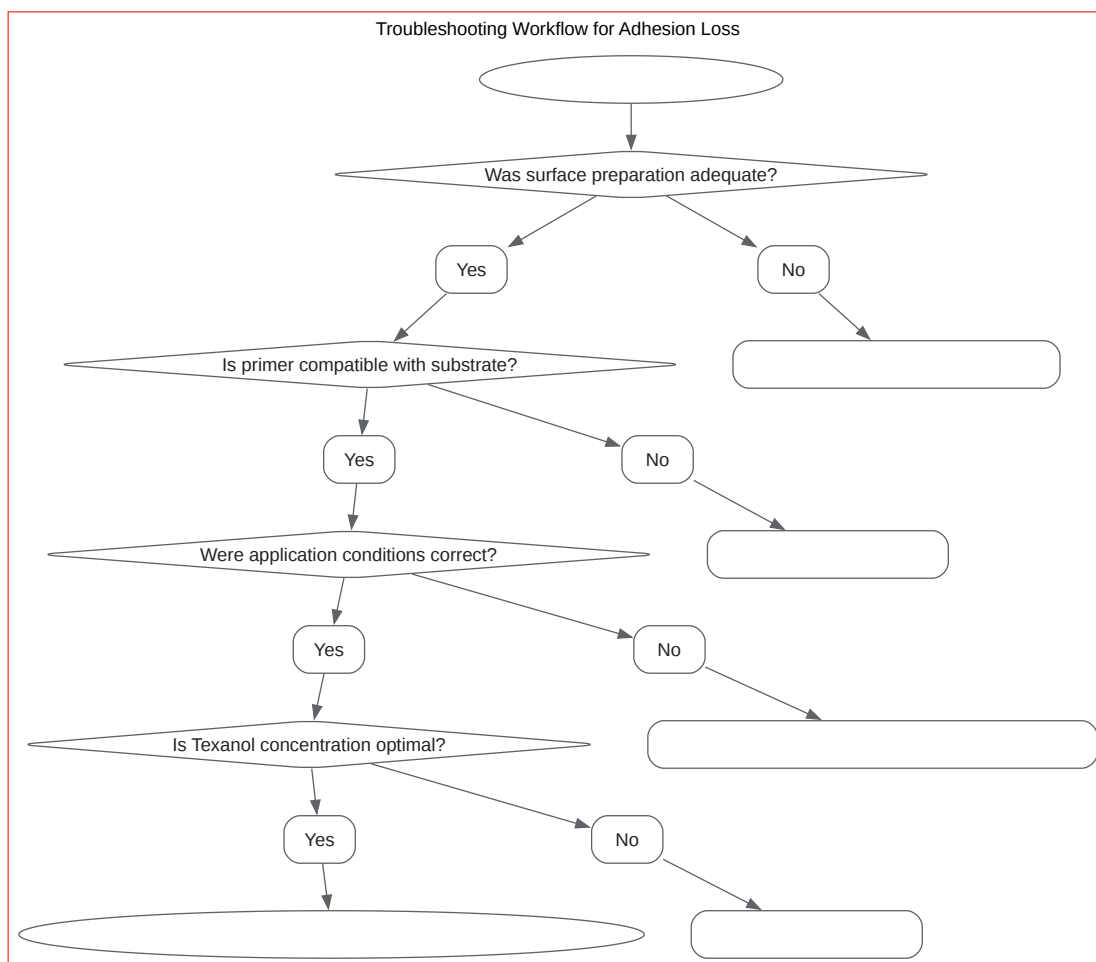 Troubleshooting Workflow for Adhesion Loss
Was surface preparation adequate?
Yes
No
Is primer compatible with substrate?
Yes
No
Were application conditions correct?
Yes
No
Is Texanol concentration optimal?
Yes
No